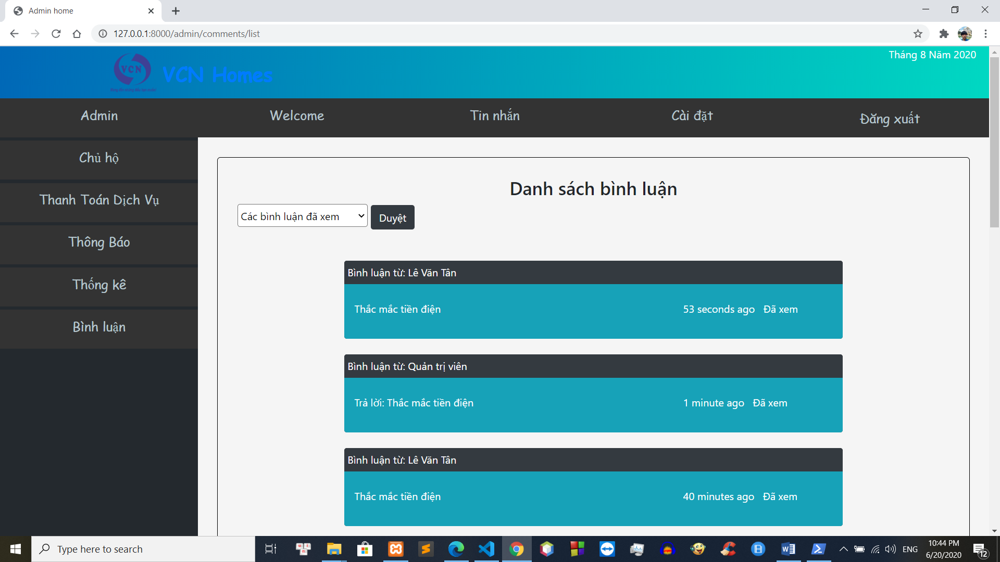 Admin home
127.0.0.1:8000/admin/comments/list
Tháng 8 Năm 2020
VCN
VCN Homes
Admin
Welcome
Tin nhắn
Cài đặt
Đăng xuất
Chủ hộ
Thanh Toán Dịch Vụ
Thông Báo
Thống kê
Bình luận
Danh sách bình luận
Các bình luận đã xem
Duyệt
Bình luận từ: Lê Văn Tân
Thắc mắc tiền điện 53 seconds ago Đã xem
Bình luận từ: Quản trị viên
Trả lời: Thắc mắc tiền điện 1 minute ago Đã xem
Bình luận từ: Lê Văn Tân
Thắc mắc tiền điện 40 minutes ago Đã xem
Type here to search
ENG
10:44 PM
6/20/2020
12